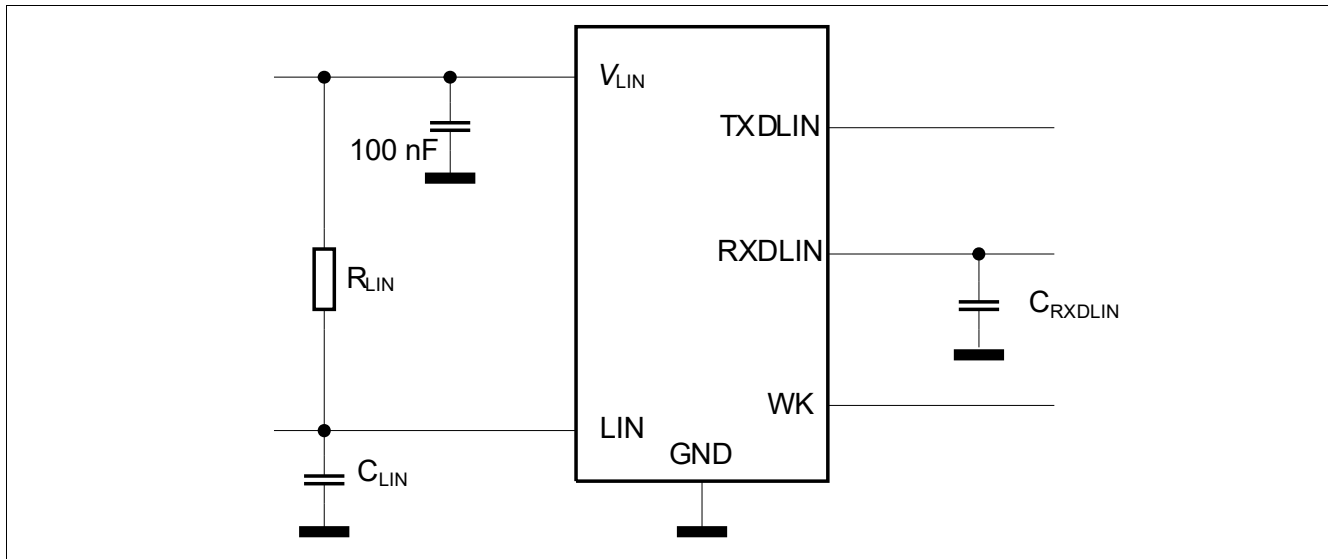 V_LIN
TXDLIN
100 nF
RXDLIN
R_LIN
C_RXDLIN
WK
LIN
GND
C_LIN